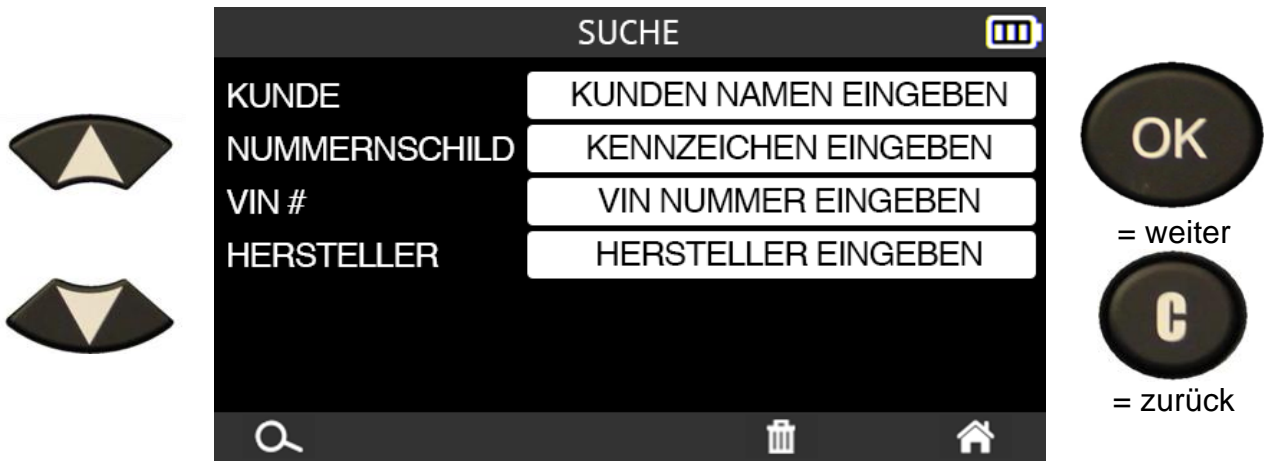 SUCHE
KUNDE KUNDEN NAMEN EINGEBEN
NUMMERNSCHILD KENNZEICHEN EINGEBEN
VIN # VIN NUMMER EINGEBEN
HERSTELLER HERSTELLER EINGEBEN
OK
= weiter
C
= zurück